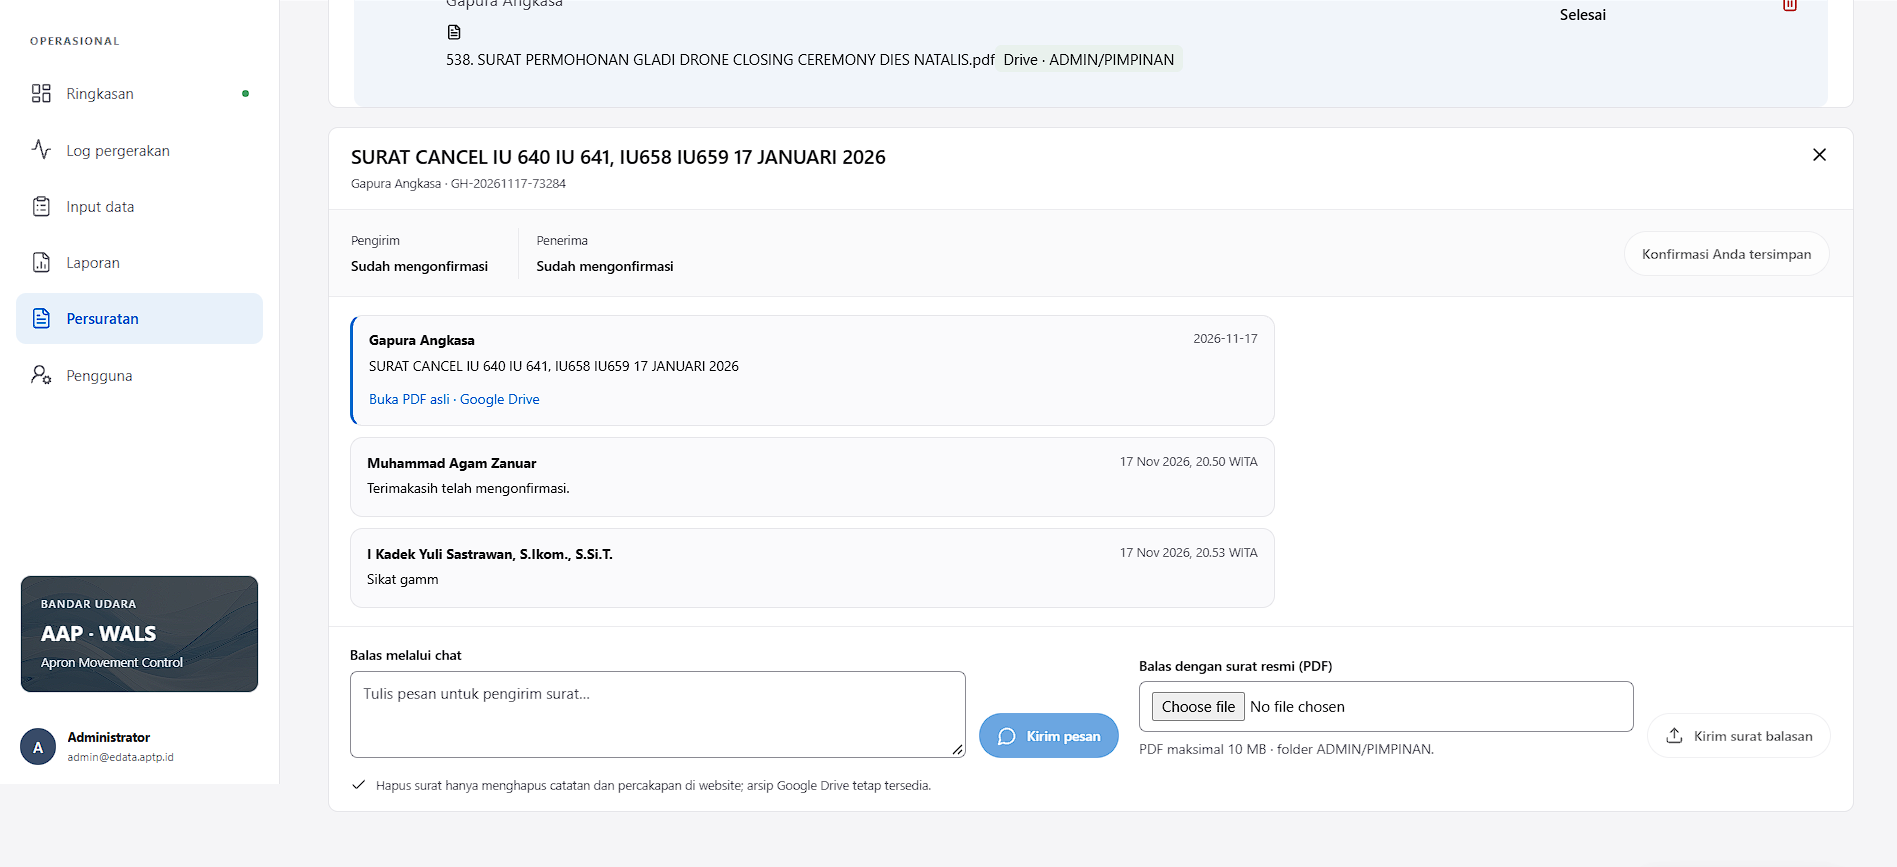 OPERASIONAL
Ringkasan
Log pergerakan
Input data
Laporan
Persuratan
Pengguna
BANDAR UDARA
AAP · WALS
Apron Movement Control
A
Administrator
admin@edata.aptp.id
Gapura Angkasa
Selesai
538. SURAT PERMOHONAN GLADI DRONE CLOSING CEREMONY DIES NATALIS.pdf Drive · ADMIN/PIMPINAN
SURAT CANCEL IU 640 IU 641, IU658 IU659 17 JANUARI 2026
Gapura Angkasa · GH-20261117-73284
Pengirim
Sudah mengonfirmasi
Penerima
Sudah mengonfirmasi
Konfirmasi Anda tersimpan
Gapura Angkasa 2026-11-17
SURAT CANCEL IU 640 IU 641, IU658 IU659 17 JANUARI 2026
Buka PDF asli · Google Drive
Muhammad Agam Zanuar 17 Nov 2026, 20.50 WITA
Terimakasih telah mengonfirmasi.
I Kadek Yuli Sastrawan, S.Ikom., S.Si.T. 17 Nov 2026, 20.53 WITA
Sikat gamm
Balas melalui chat
Tulis pesan untuk pengirim surat...
Kirim pesan
Balas dengan surat resmi (PDF)
Choose file No file chosen
PDF maksimal 10 MB · folder ADMIN/PIMPINAN.
Kirim surat balasan
Hapus surat hanya menghapus catatan dan percakapan di website; arsip Google Drive tetap tersedia.